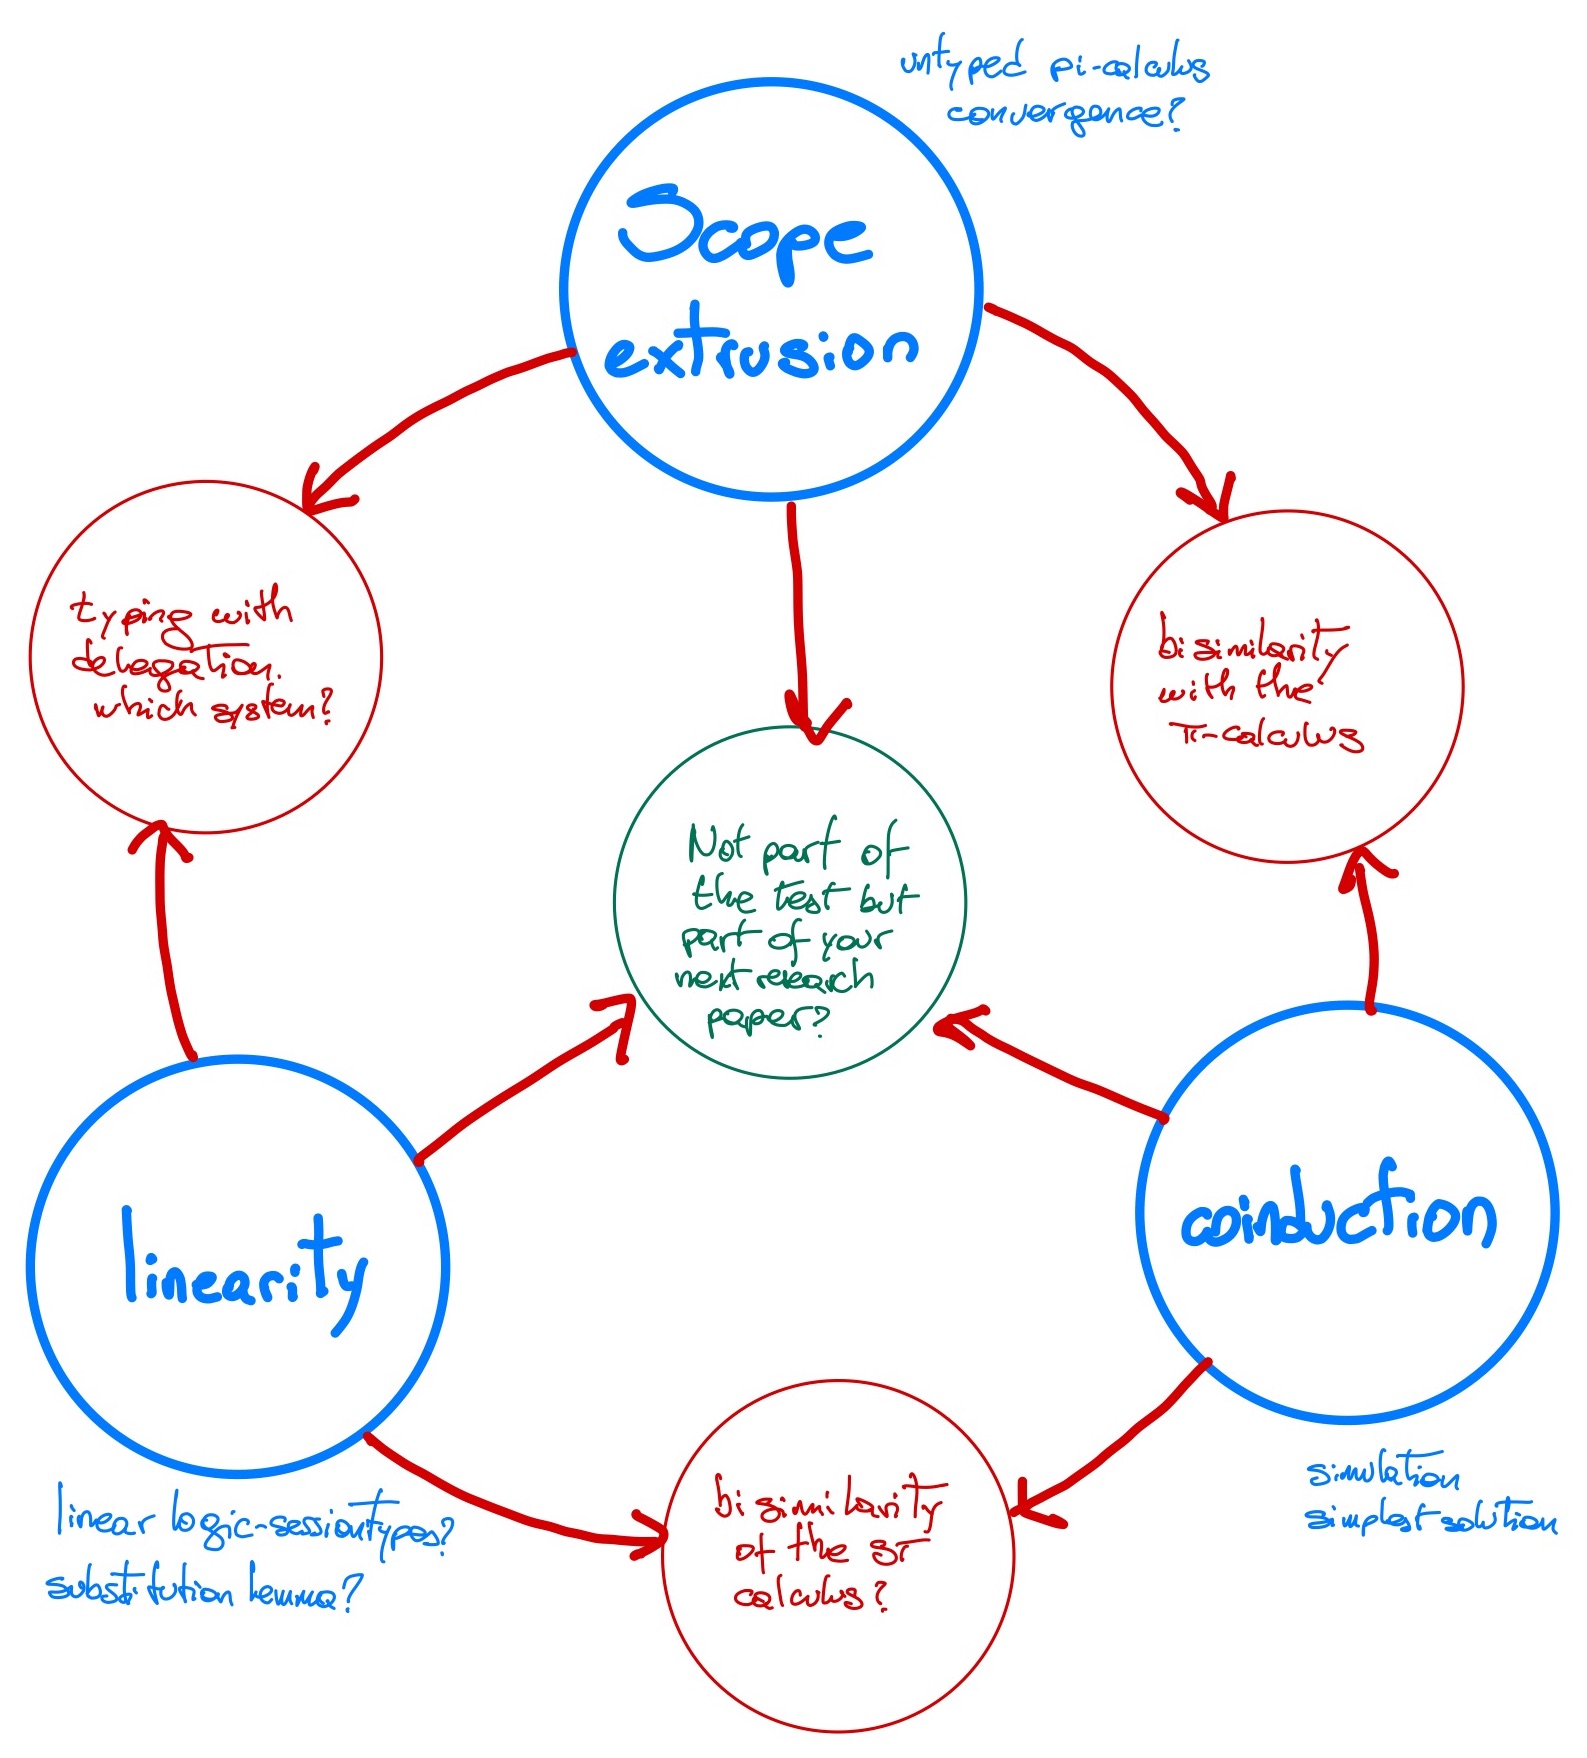 untyped pi-calculus
convergence?
Scope
extrusion
typing with
delegation.
which system?
bisimilarity
with the
π-calculus
Not part of
the test but
part of your
next research
paper?
linearity
coinduction
linear logic-session types?
substitution lemma?
simulation
simplest solution
bisimilarity
of the ST
calculus?